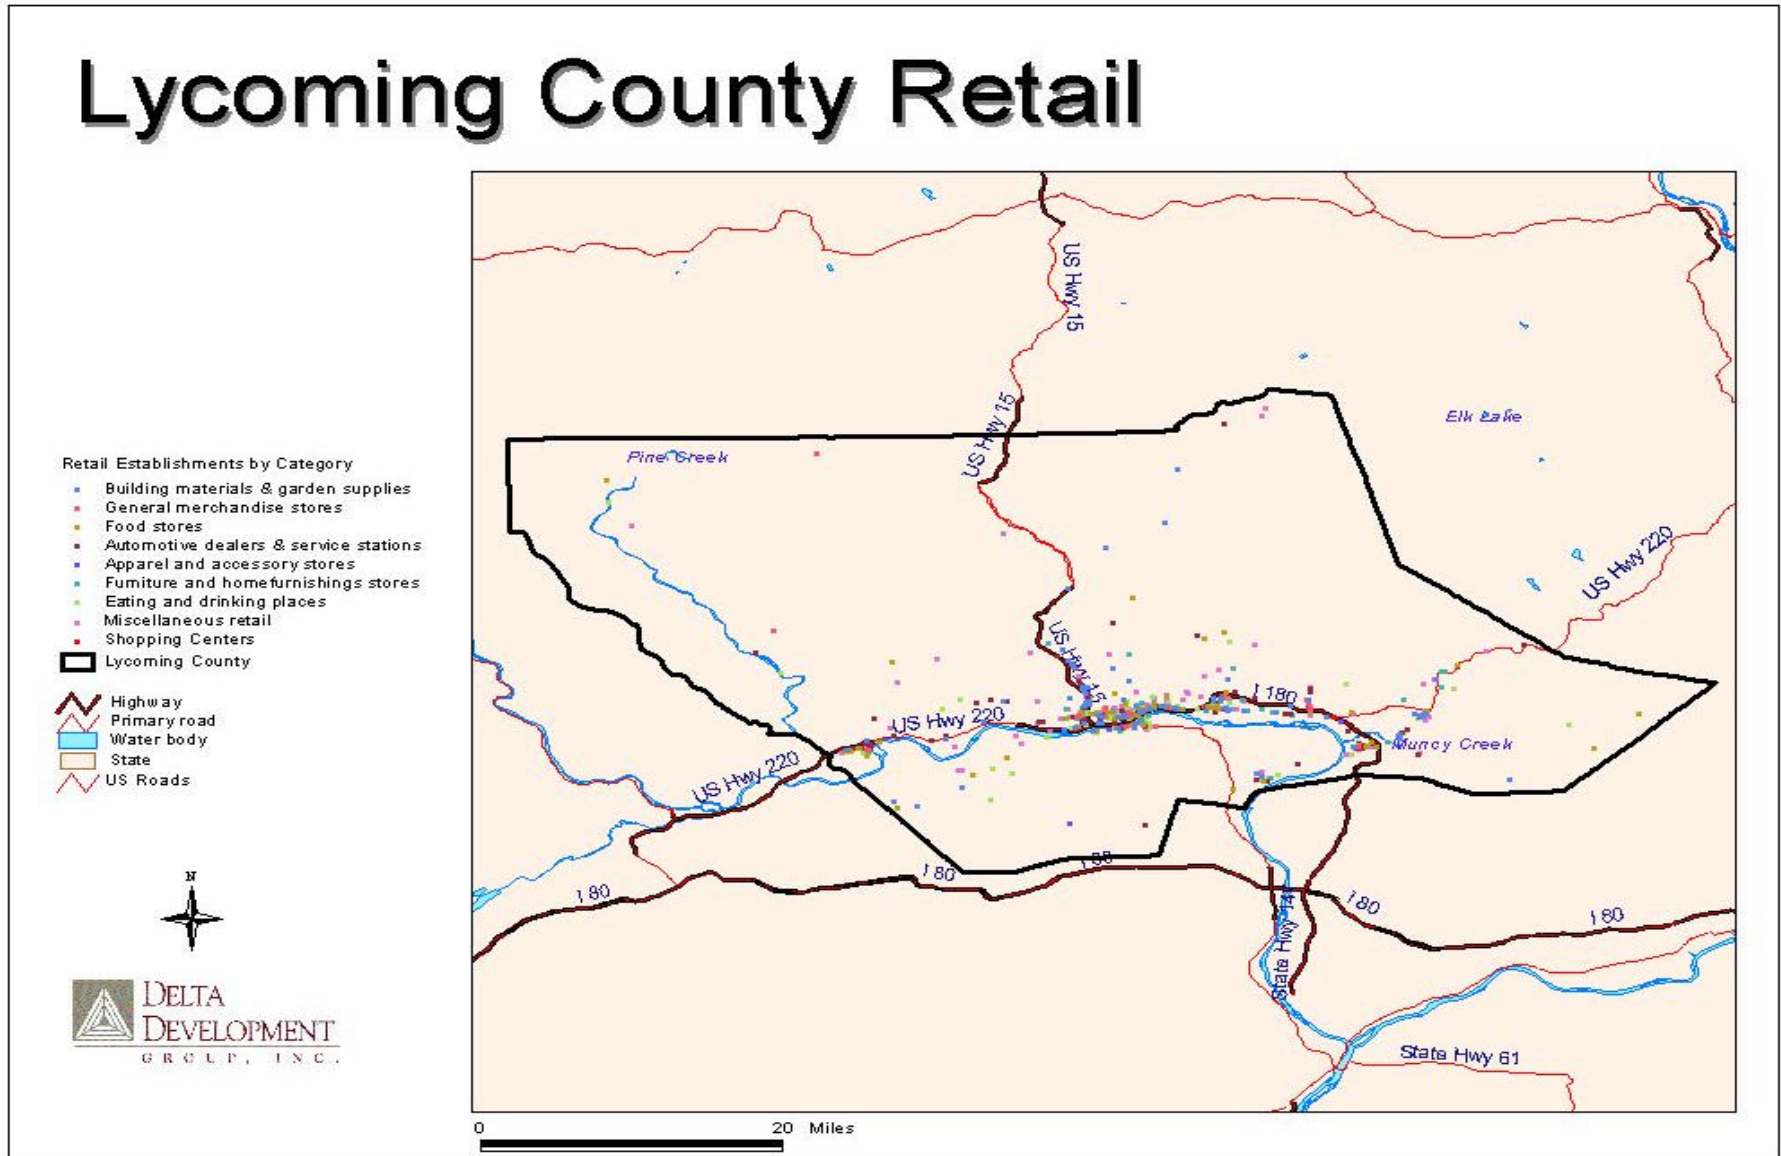 Lycoming County Retail
US Hwy 15
US Hwy 15
Elk Lake
Pine Creek
US Hwy 220
US Hwy 15
I 180
US Hwy 220
Muncy Creek
US Hwy 220
I 80
I 80
I 80
I 80
I 80
State Hwy 14
State Hwy 61
Retail Establishments by Category
Building materials & garden supplies
General merchandise stores
Food stores
Automotive dealers & service stations
Apparel and accessory stores
Furniture and homefurnishings stores
Eating and drinking places
Miscellaneous retail
Shopping Centers
Lycoming County
Highway
Primary road
Water body
State
US Roads
N
DELTA
DEVELOPMENT
GROUP, INC.
0 20 Miles